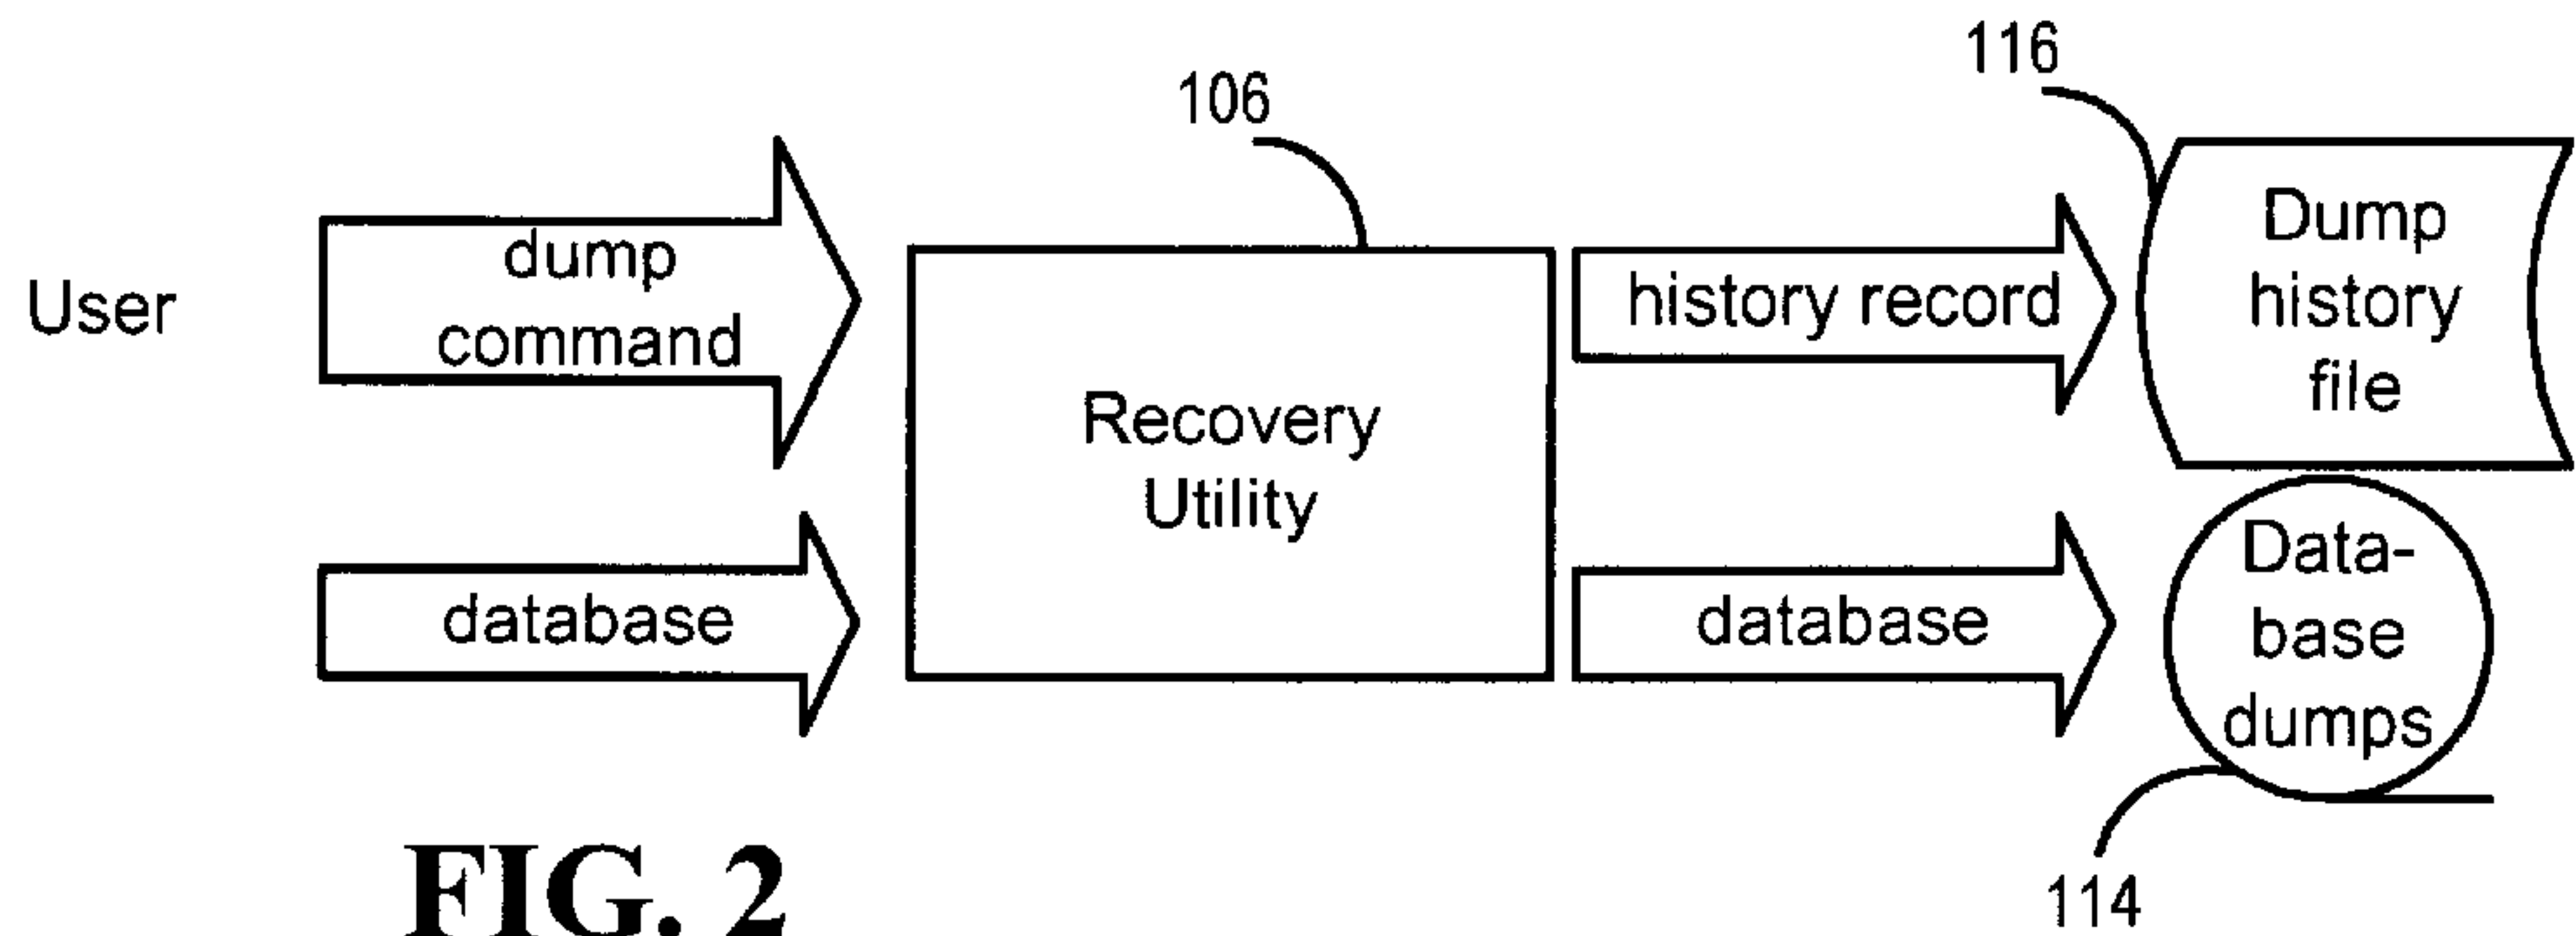 116
106
User
dump
command
database
Recovery
Utility
history record
database
Dump
history
file
Data-
base
dumps
114
FIG. 2